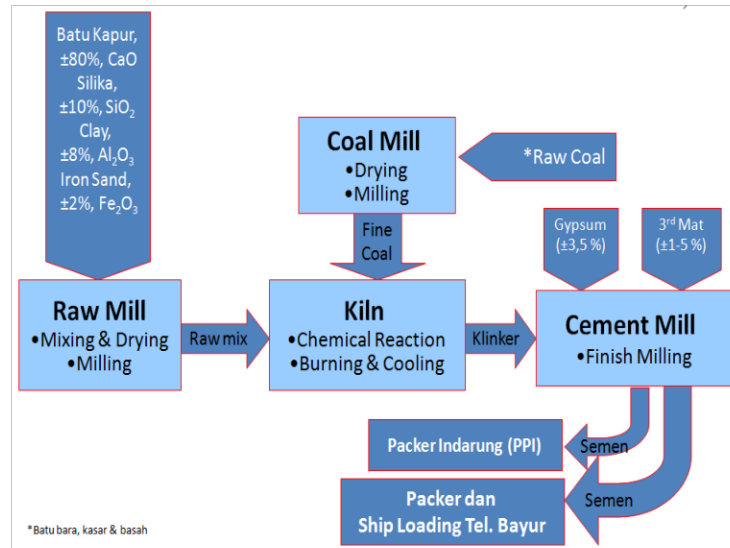 Batu Kapur,
±80%, CaO
Silika,
±10%, SiO₂
Clay,
±8%, Al₂O₃
Iron Sand,
±2%, Fe₂O₃
Coal Mill
•Drying
•Milling
*Raw Coal
Fine
Coal
Gypsum
(±3,5 %)
3rd Mat
(±1-5 %)
Raw Mill
•Mixing & Drying
•Milling
Raw mix
Kiln
•Chemical Reaction
•Burning & Cooling
Klinker
Cement Mill
•Finish Milling
Packer Indarung (PPI)
Semen
Packer dan
Ship Loading Tel. Bayur
Semen
*Batu bara, kasar & basah